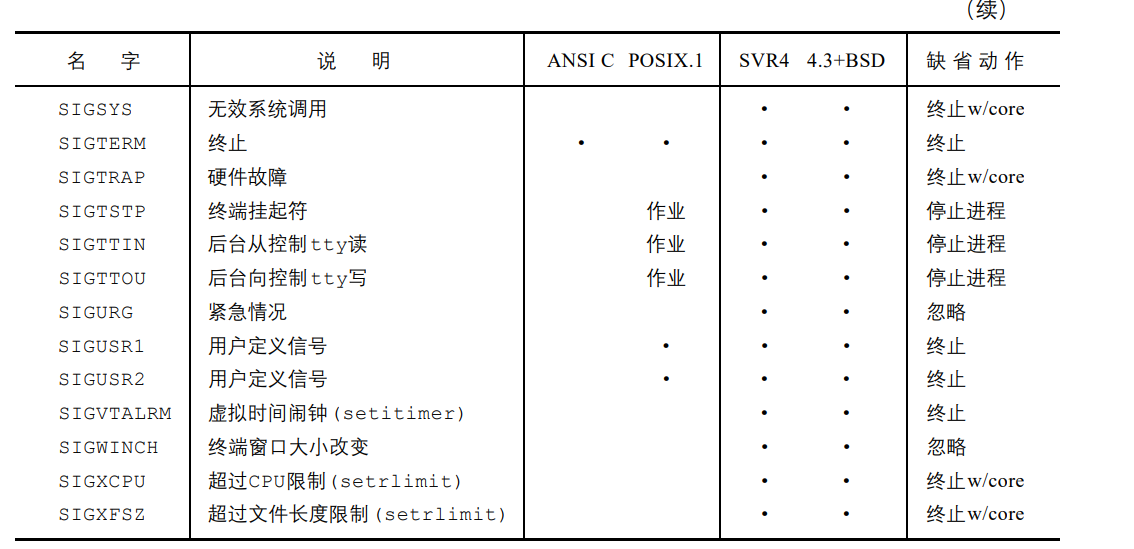 （续）
名 字 说 明 ANSI C POSIX.1 SVR4 4.3+BSD 缺省动作
SIGSYS 无效系统调用 • • 终止w/core
SIGTERM 终止 • • • • 终止
SIGTRAP 硬件故障 • • 终止w/core
SIGTSTP 终端挂起符 作业 • • 停止进程
SIGTTIN 后台从控制tty读 作业 • • 停止进程
SIGTTOU 后台向控制tty写 作业 • • 停止进程
SIGURG 紧急情况 • • 忽略
SIGUSR1 用户定义信号 • • • 终止
SIGUSR2 用户定义信号 • • • 终止
SIGVTALRM 虚拟时间闹钟(setitimer) • • 终止
SIGWINCH 终端窗口大小改变 • • 忽略
SIGXCPU 超过CPU限制(setrlimit) • • 终止w/core
SIGXFSZ 超过文件长度限制(setrlimit) • • 终止w/core